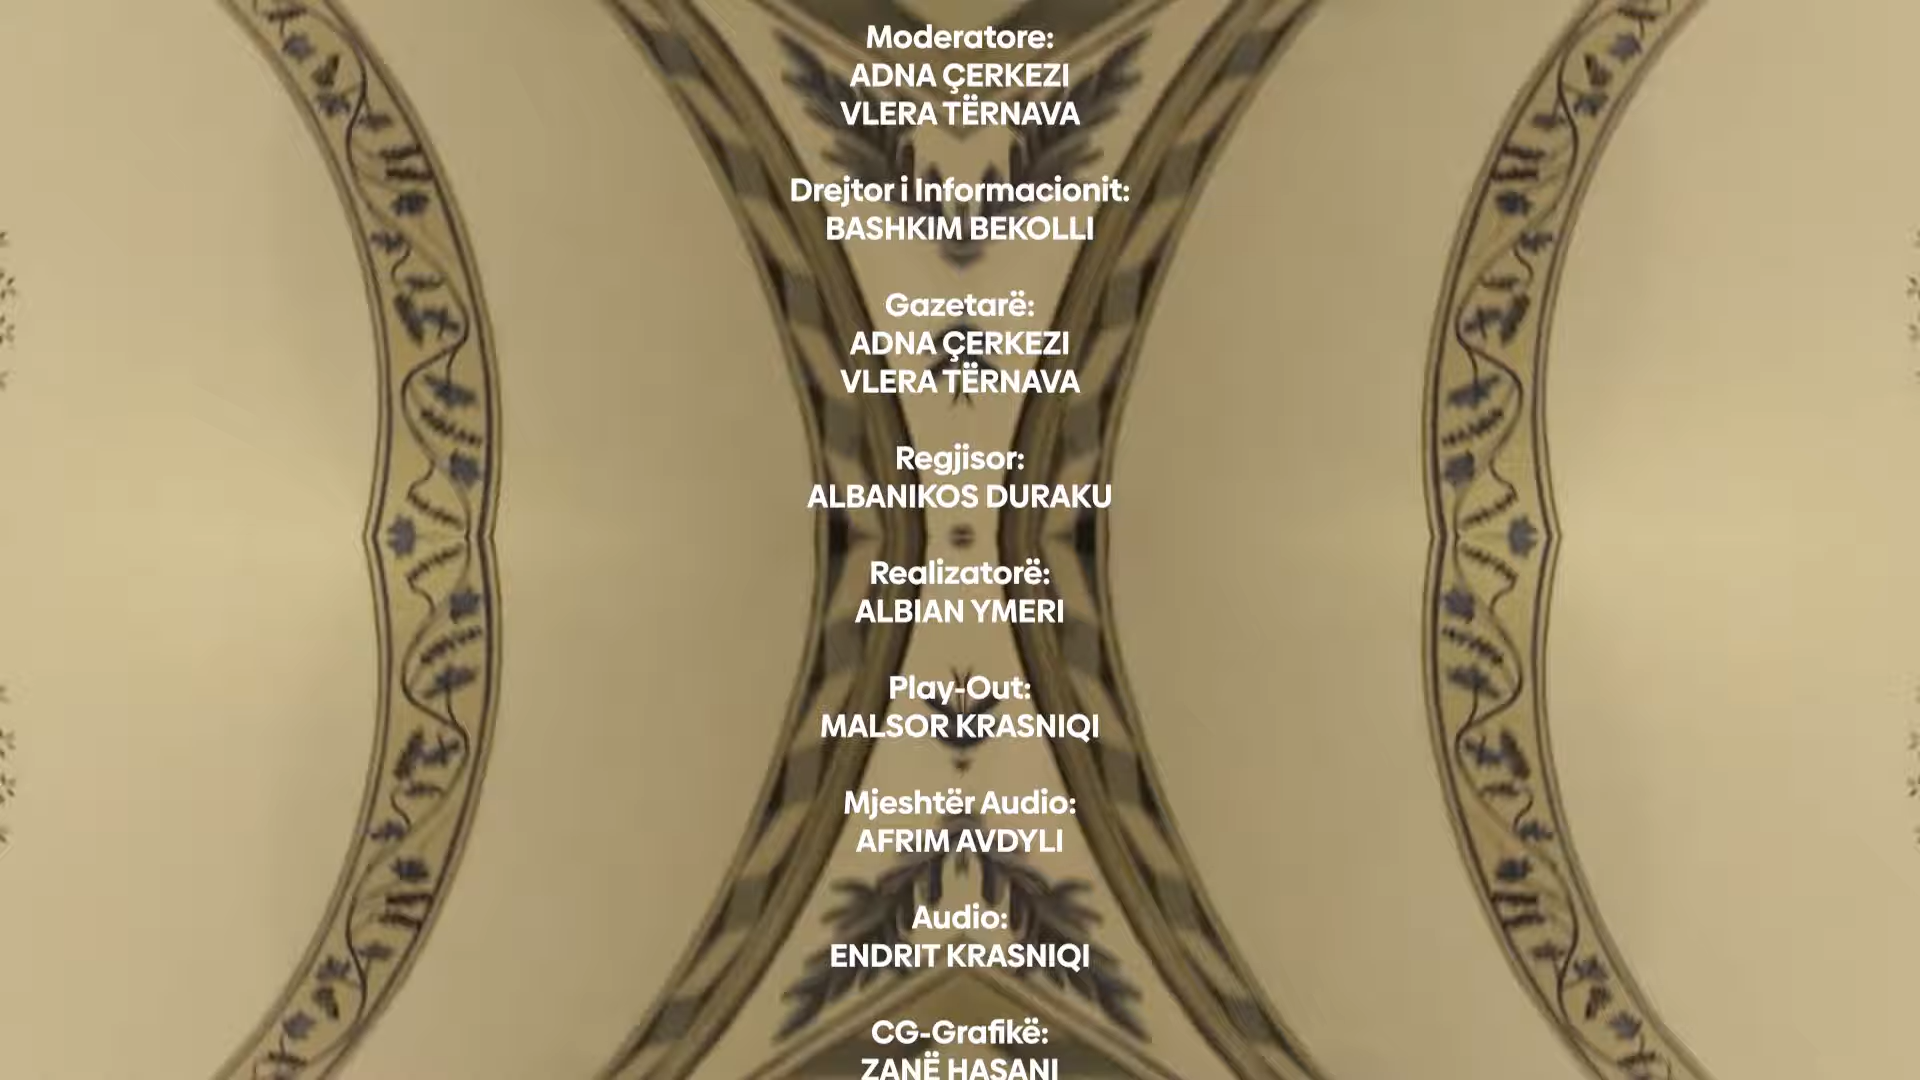 Moderatore:
ADNA ÇERKEZI
VLERA TËRNAVA
Drejtor i Informacionit:
BASHKIM BEKOLLI
Gazetarë:
ADNA ÇERKEZI
VLERA TËRNAVA
Regjisor:
ALBANIKOS DURAKU
Realizatorë:
ALBIAN YMERI
Play-Out:
MALSOR KRASNIQI
Mjeshtër Audio:
AFRIM AVDYLI
Audio:
ENDRIT KRASNIQI
CG-Grafikë:
ZANË HASANI